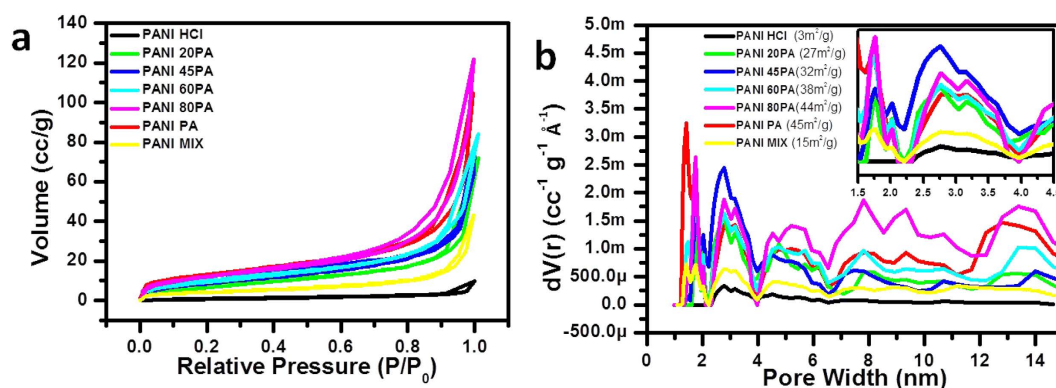 a
140
120
100
80
60
40
20
0
Volume (cc/g)
PANI HCl
PANI 20PA
PANI 45PA
PANI 60PA
PANI 80PA
PANI PA
PANI MIX
0.0 0.2 0.4 0.6 0.8 1.0
Relative Pressure (P/P₀)
b
5.0m
4.5m
4.0m
3.5m
3.0m
2.5m
2.0m
1.5m
1.0m
500.0µ
0.0
-500.0µ
dV(r) (cc⁻¹ g⁻¹ Å⁻¹)
PANI HCl (3m²/g)
PANI 20PA (27m²/g)
PANI 45PA(32m²/g)
PANI 60PA(38m²/g)
PANI 80PA(44m²/g)
PANI PA (45m²/g)
PANI MIX (15m²/g)
1.5 2.0 2.5 3.0 3.5 4.0 4.5
0 2 4 6 8 10 12 14
Pore Width (nm)